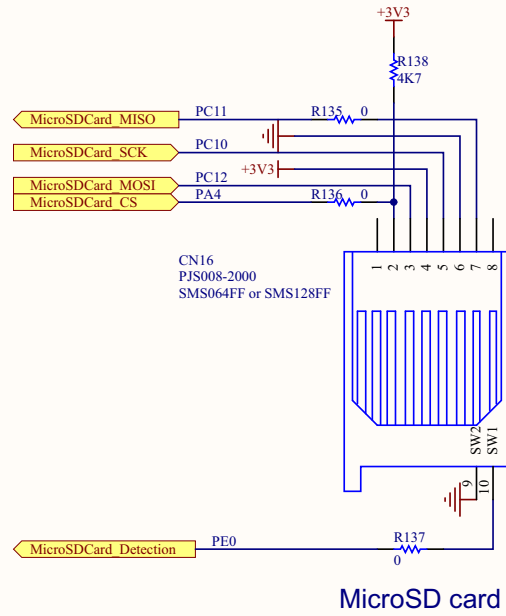 +3V3
R138
4K7
MicroSDCard_MISO PC11 R135 0
MicroSDCard_SCK PC10
+3V3
MicroSDCard_MOSI PC12
MicroSDCard_CS PA4 R136 0
CN16
PJS008-2000
SMS064FF or SMS128FF
1 2 3 4 5 6 7 8
SW2 SW1
9 10
MicroSDCard_Detection PE0 R137
0
MicroSD card